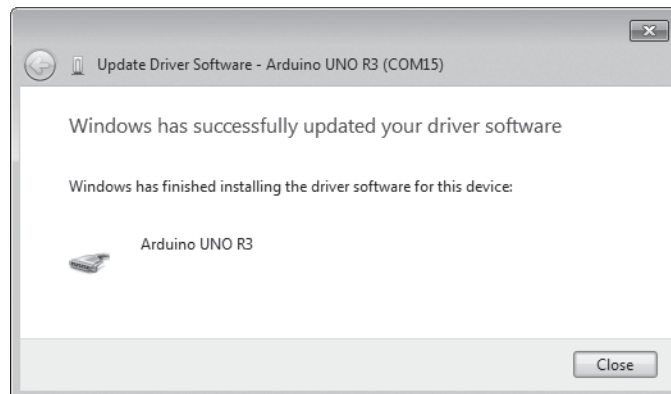 Update Driver Software - Arduino UNO R3 (COM15)
Windows has successfully updated your driver software
Windows has finished installing the driver software for this device:
Arduino UNO R3
Close